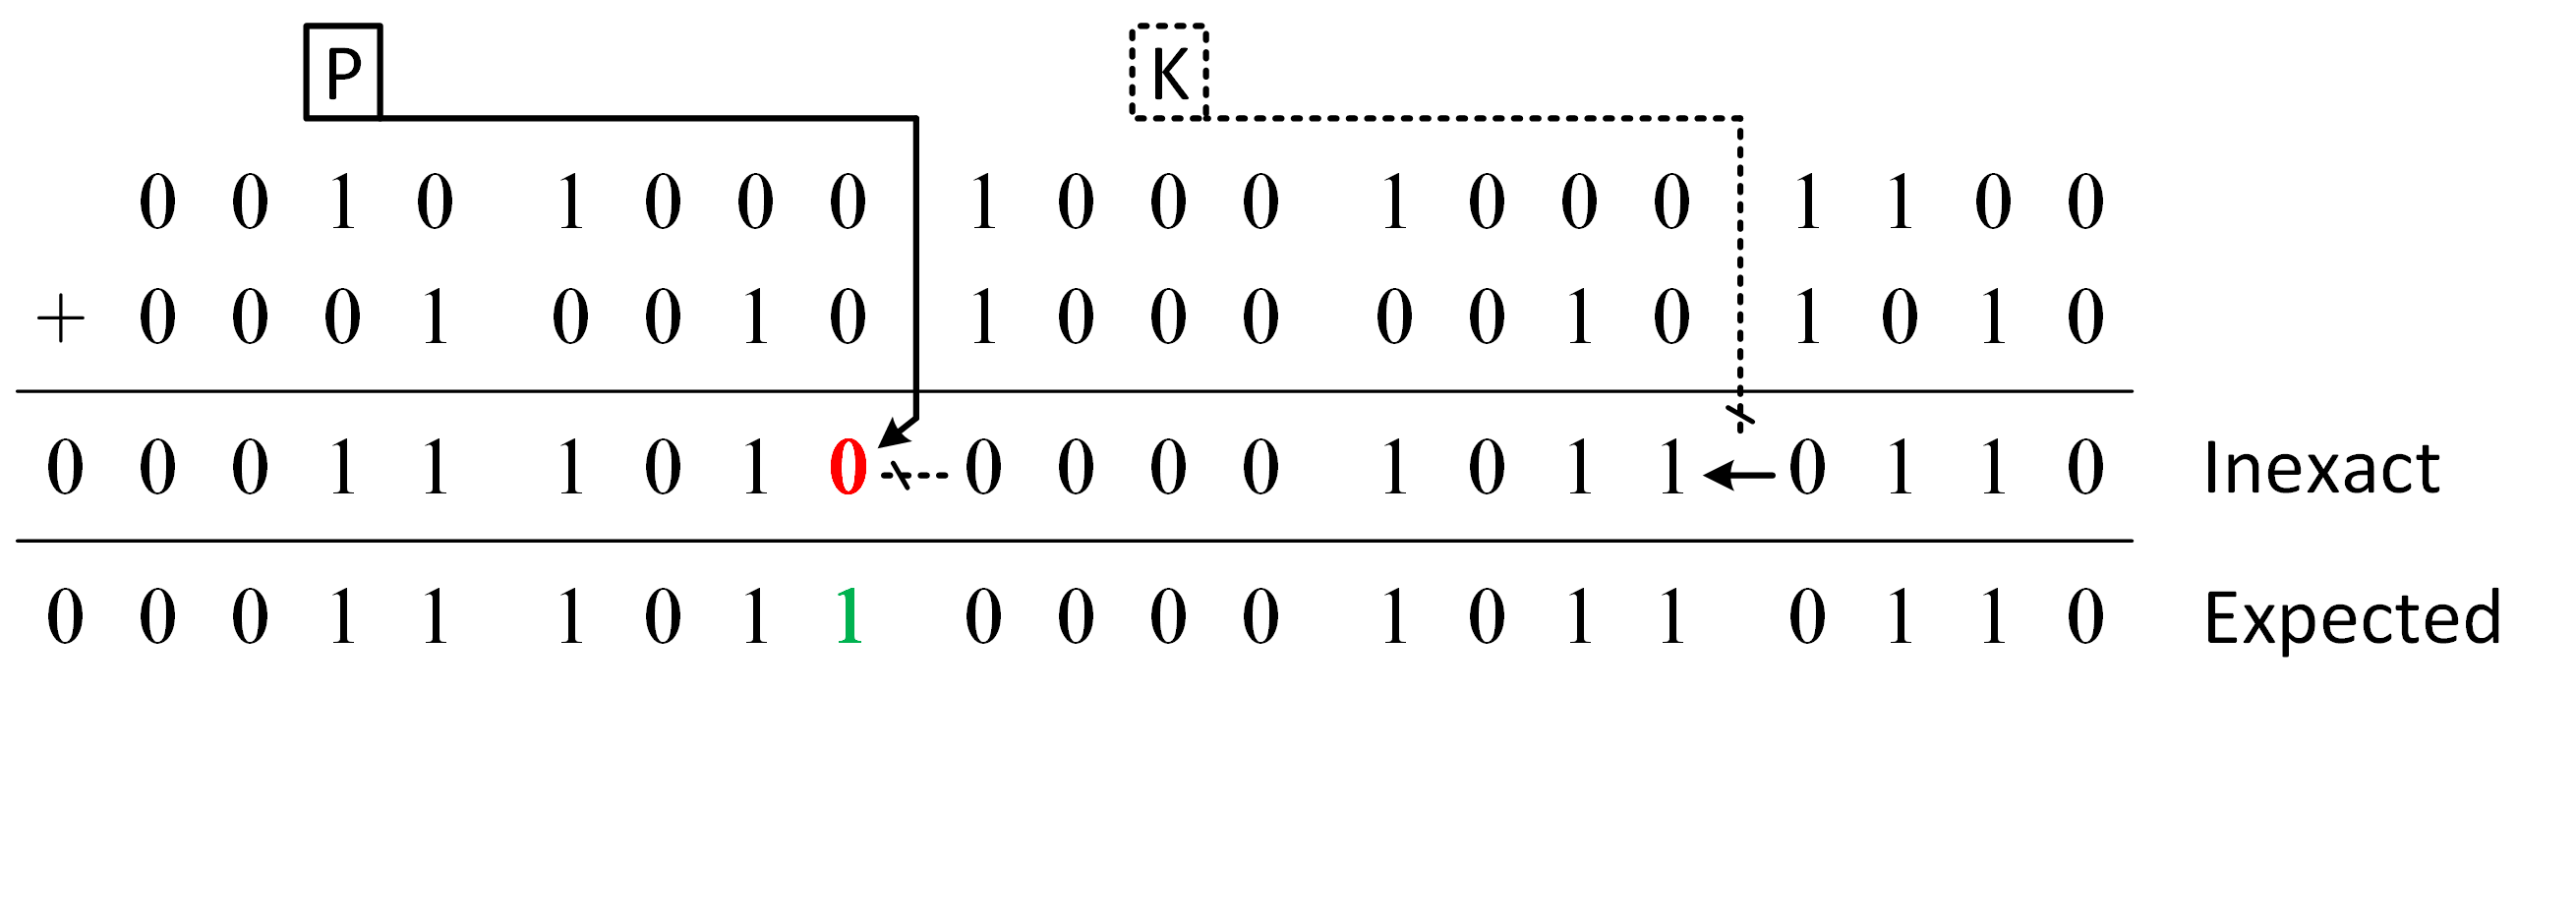 P K
0 0 1 0 1 0 0 0 1 0 0 0 1 0 0 0 1 1 0 0
+ 0 0 0 1 0 0 1 0 1 0 0 0 0 0 1 0 1 0 1 0
0 0 0 1 1 1 0 1 0 0 0 0 0 1 0 1 1 0 1 1 0 Inexact
0 0 0 1 1 1 0 1 1 0 0 0 0 1 0 1 1 0 1 1 0 Expected